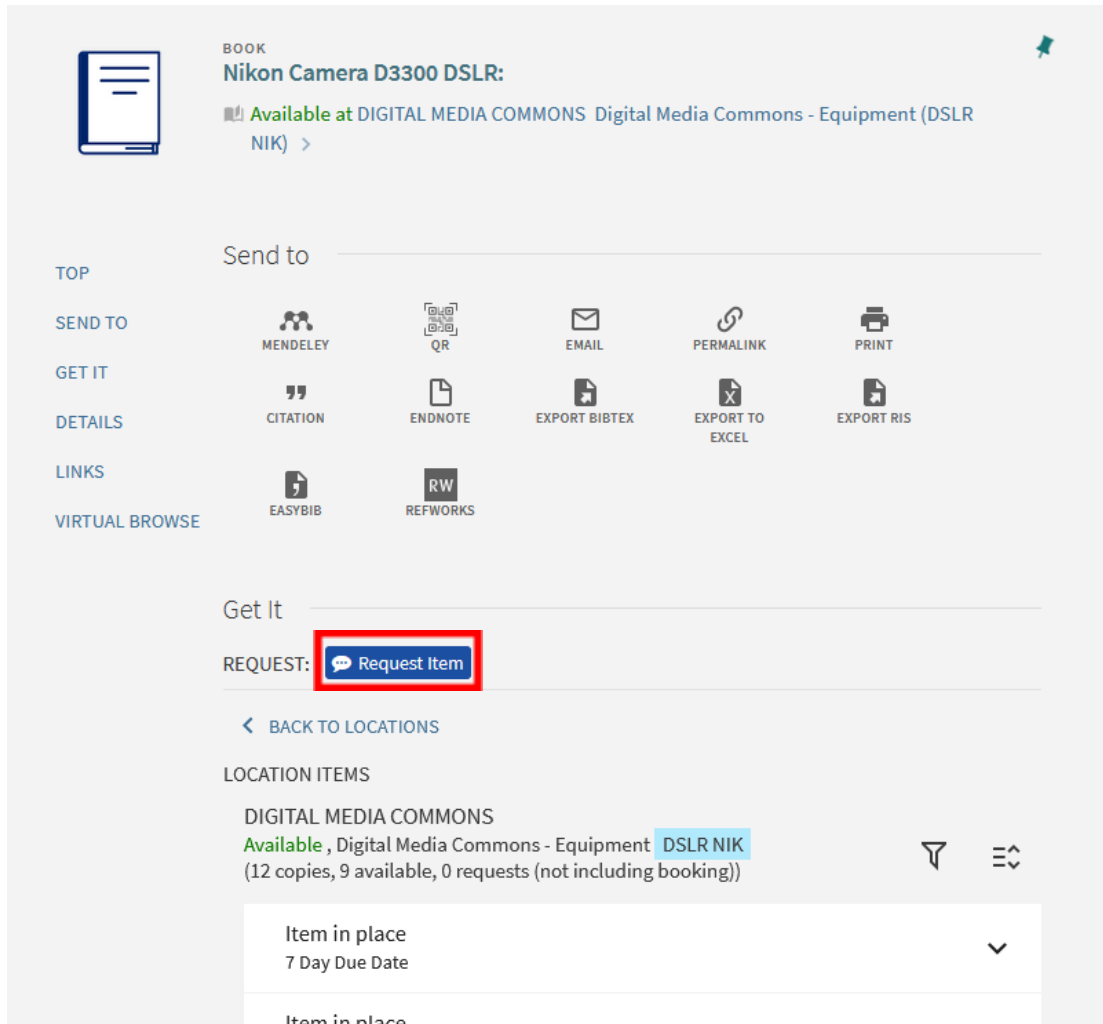 BOOK
Nikon Camera D3300 DSLR:
Available at DIGITAL MEDIA COMMONS Digital Media Commons - Equipment (DSLR
NIK)
TOP
SEND TO
GET IT
DETAILS
LINKS
VIRTUAL BROWSE
Send to
MENDELEY
QR
EMAIL
PERMALINK
PRINT
CITATION
ENDNOTE
EXPORT BIBTEX
EXPORT TO
EXCEL
EXPORT RIS
EASYBIB
RW
REFWORKS
Get It
REQUEST: Request Item
BACK TO LOCATIONS
LOCATION ITEMS
DIGITAL MEDIA COMMONS
Available , Digital Media Commons - Equipment DSLR NIK
(12 copies, 9 available, 0 requests (not including booking))
Item in place
7 Day Due Date
Item in place